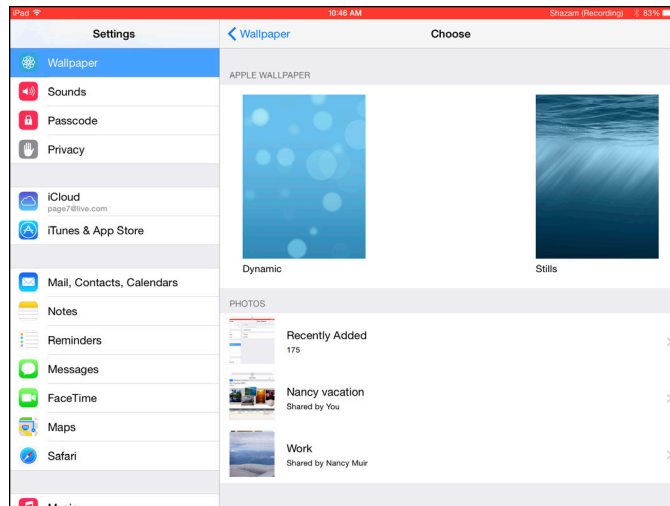 iPad 10:46 AM Shazam (Recording) 83%
Settings
Wallpaper
Sounds
Passcode
Privacy
iCloud
page7@live.com
iTunes & App Store
Mail, Contacts, Calendars
Notes
Reminders
Messages
FaceTime
Maps
Safari
Wallpaper Choose
APPLE WALLPAPER
Dynamic Stills
PHOTOS
Recently Added
175
Nancy vacation
Shared by You
Work
Shared by Nancy Muir